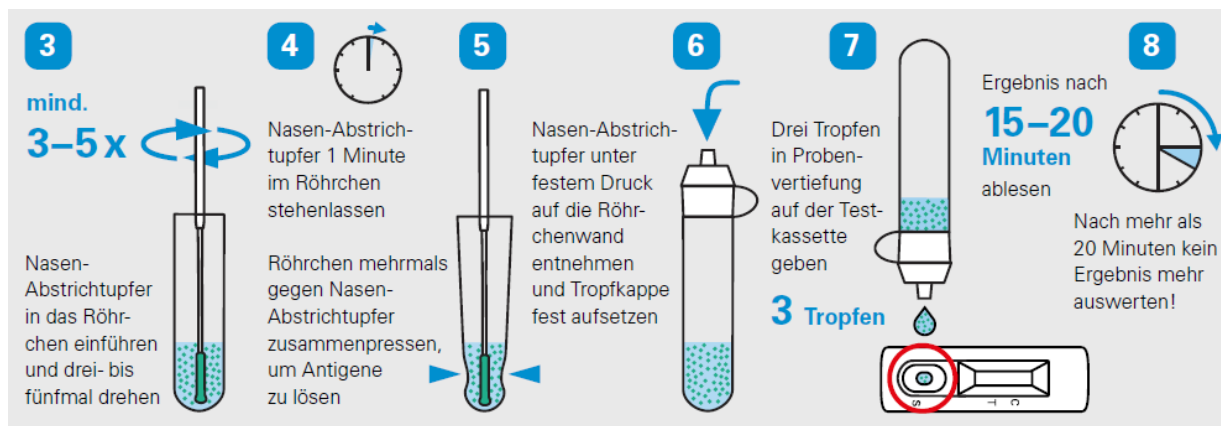 3
mind.
3–5 x
Nasen-
Abstrichtupfer
in das Röhr-
chen einführen
und drei- bis
fünfmal drehen
4
Nasen-Abstrich-
tupfer 1 Minute
im Röhrchen
stehenlassen
Röhrchen mehrmals
gegen Nasen-
Abstrichtupfer
zusammenpressen,
um Antigene
zu lösen
5
Nasen-Abstrich-
tupfer unter
festem Druck
auf die Röhr-
chenwand
entnehmen
und Tropfkappe
fest aufsetzen
6
7
Drei Tropfen
in Proben-
vertiefung
auf der Test-
kassette
geben
3 Tropfen
S
T
C
8
Ergebnis nach
15–20
Minuten
ablesen
Nach mehr als
20 Minuten kein
Ergebnis mehr
auswerten!